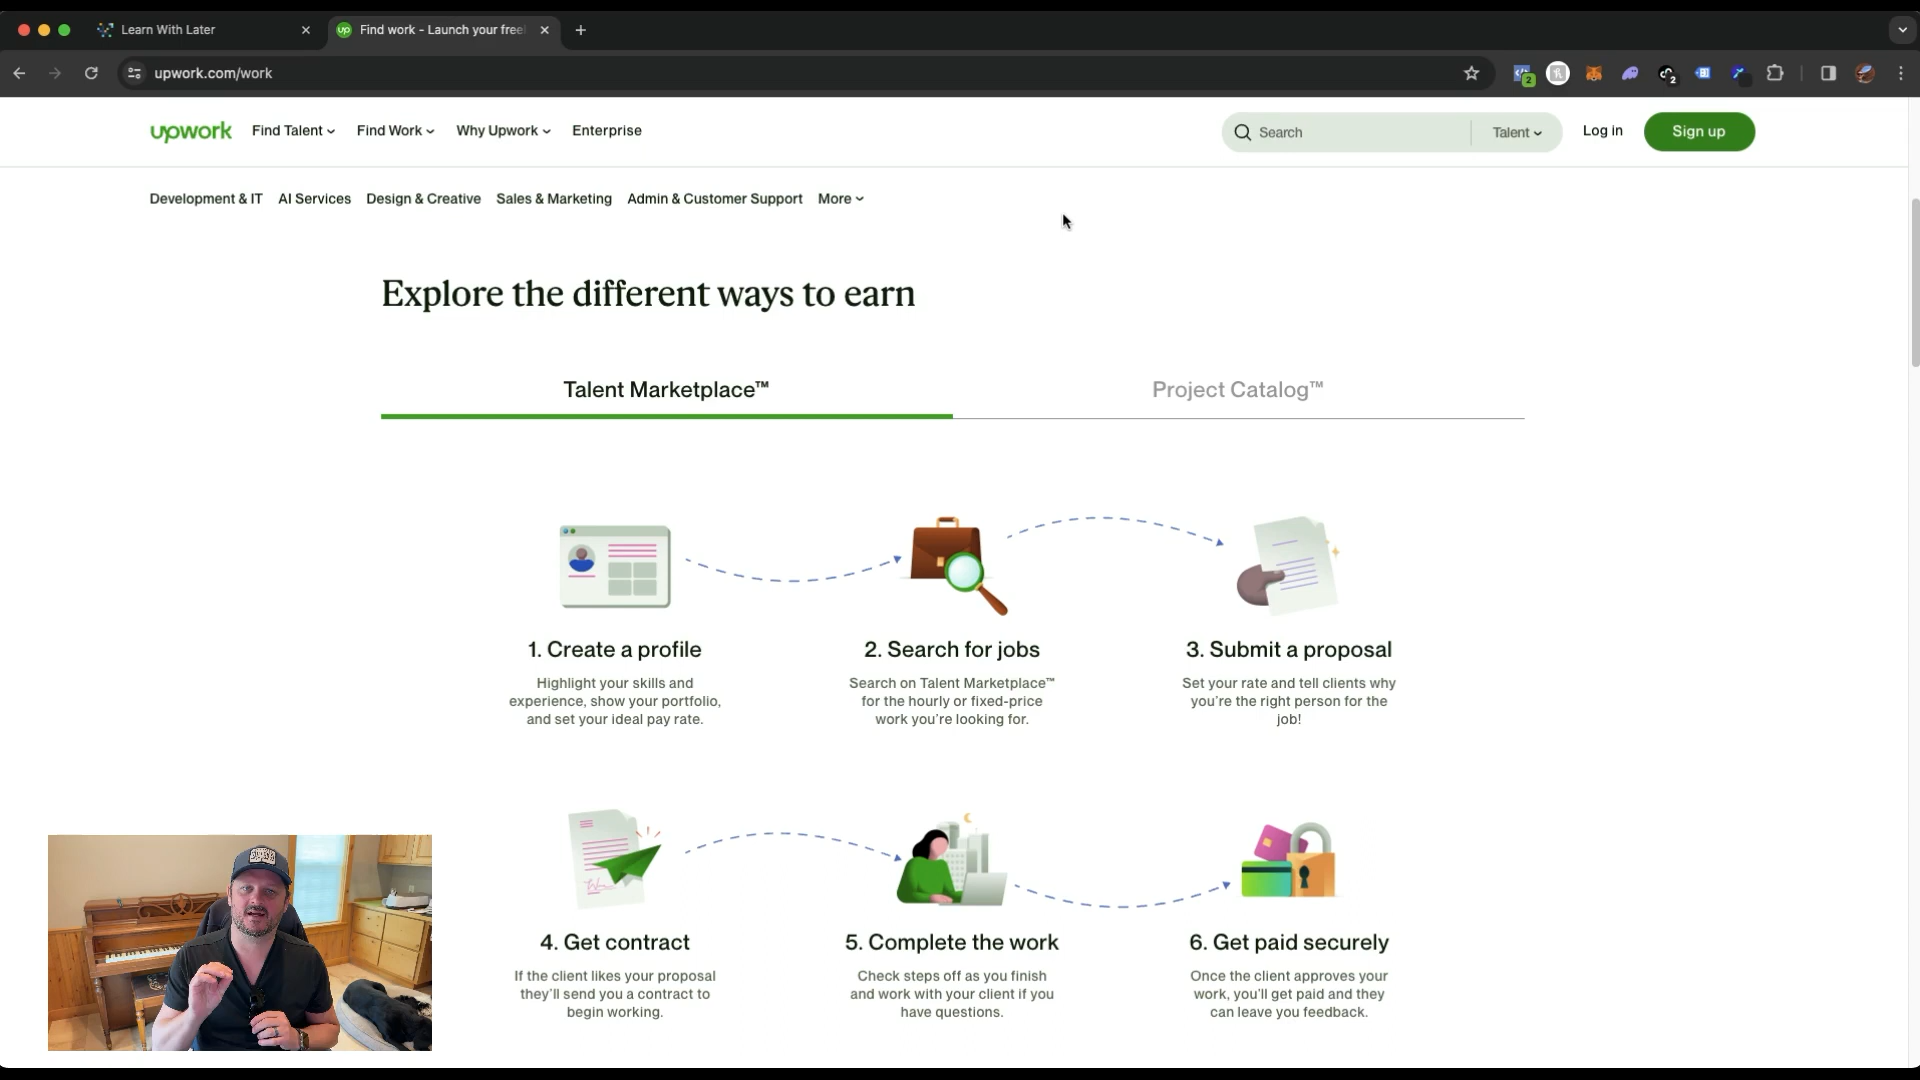 Learn With Later
up Find work - Launch your free
upwork.com/work
2
2
upwork Find Talent Find Work Why Upwork Enterprise Search Talent Log in Sign up
Development & IT AI Services Design & Creative Sales & Marketing Admin & Customer Support More
Explore the different ways to earn
Talent Marketplace™ Project Catalog™
1. Create a profile
Highlight your skills and
experience, show your portfolio,
and set your ideal pay rate.
2. Search for jobs
Search on Talent Marketplace™
for the hourly or fixed-price
work you're looking for.
3. Submit a proposal
Set your rate and tell clients why
you're the right person for the
job!
4. Get contract
If the client likes your proposal
they'll send you a contract to
begin working.
5. Complete the work
Check steps off as you finish
and work with your client if you
have questions.
6. Get paid securely
Once the client approves your
work, you'll get paid and they
can leave you feedback.